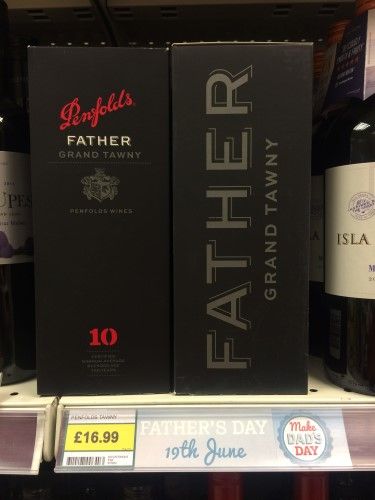 Penfolds
FATHER
GRAND TAWNY
PENFOLDS WINES
10
FATHER
GRAND TAWNY
UPES
ISLA
PENFOLDS TAWNY
£16.99
FATHER'S DAY
19th June
Make
DAD'S
DAY